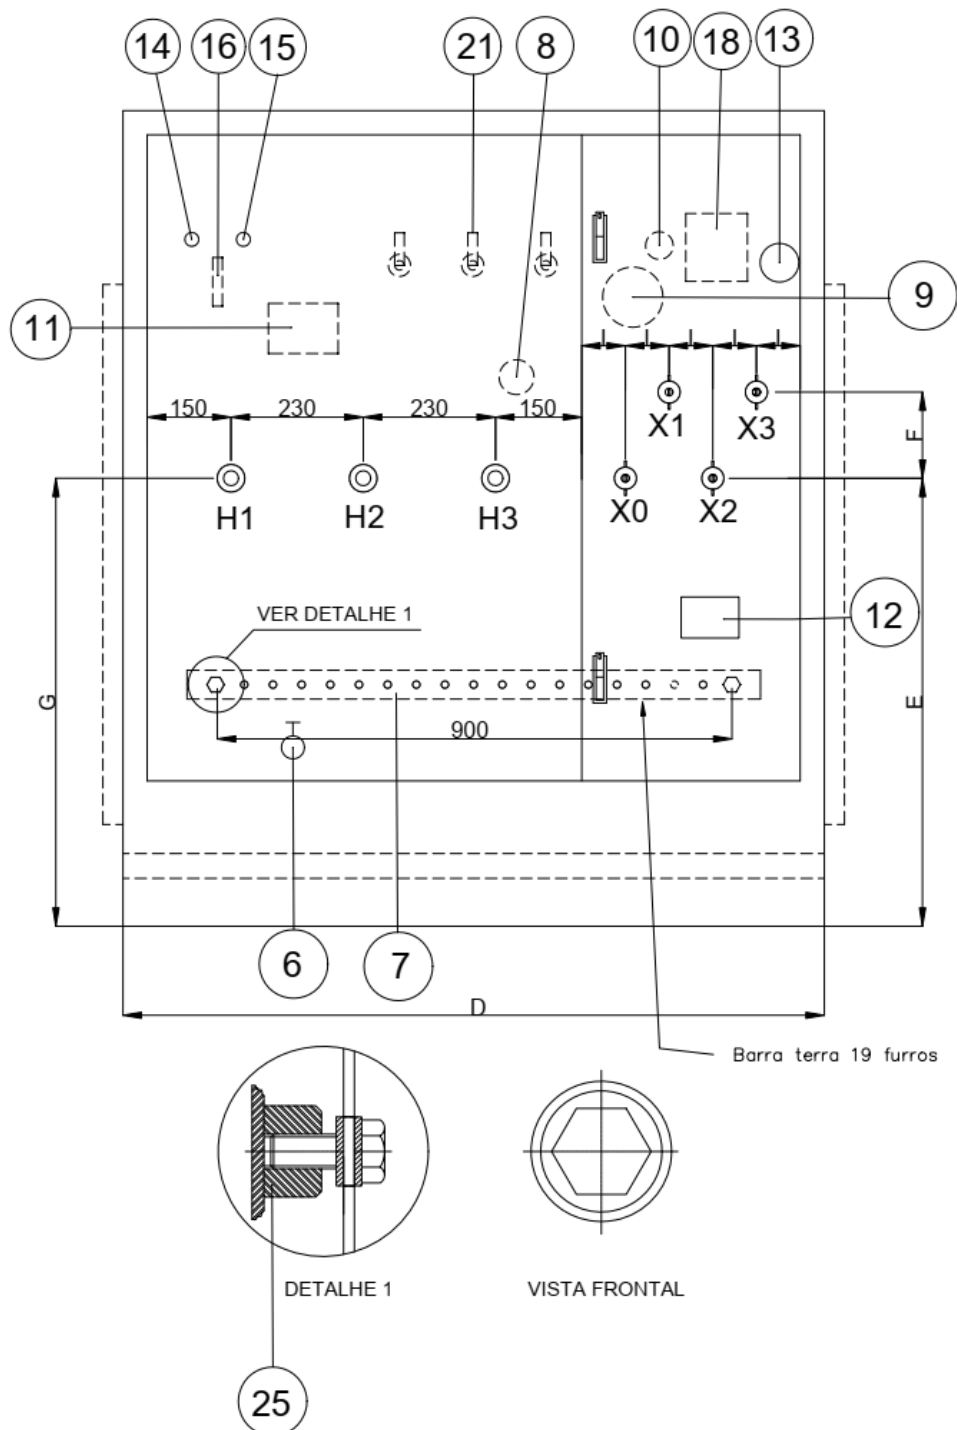 14 16 15 21 8 10 18 13
9
11
I I I I I
150 230 230 150
X1 X3
F
H1 H2 H3 X0 X2
12
VER DETALHE 1
G
E
900
6 7
D
Barra terra 19 furros
DETALHE 1 VISTA FRONTAL
25